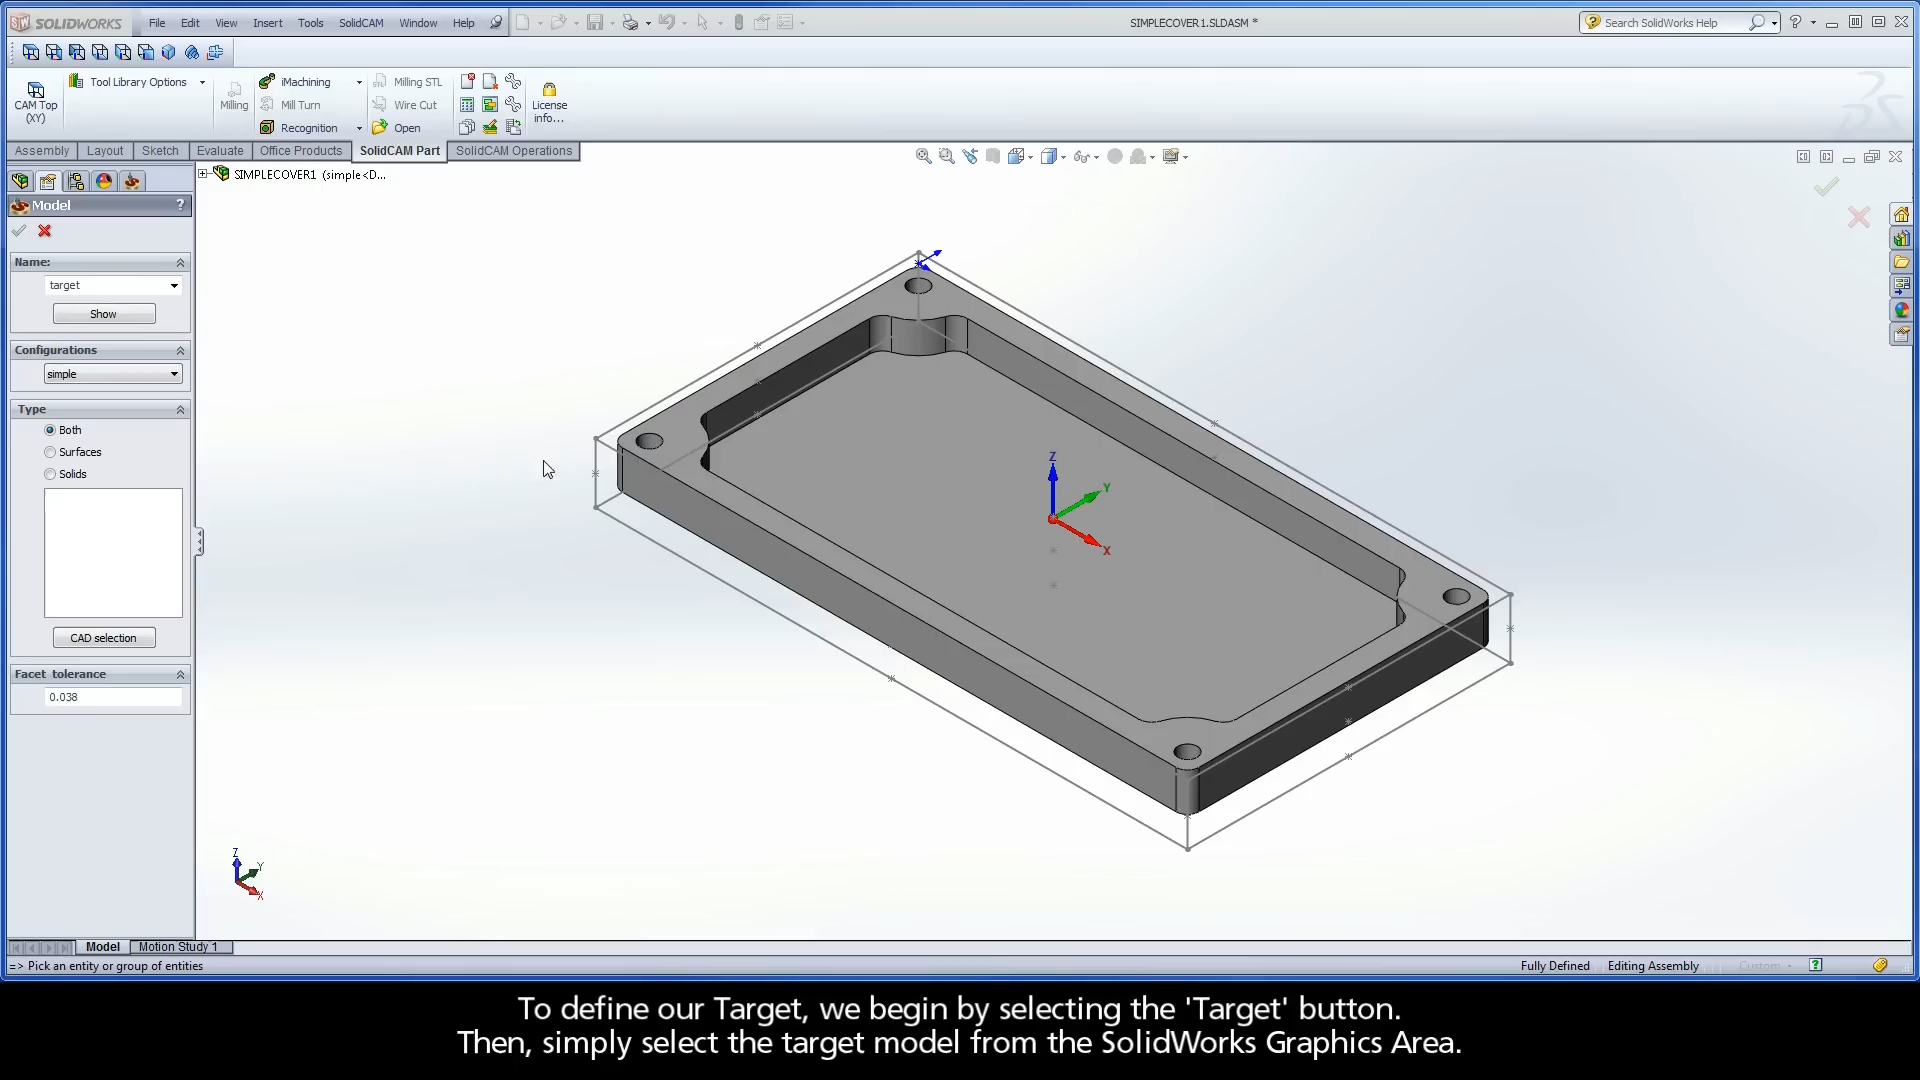 SOLIDWORKS File Edit View Insert Tools SolidCAM Window Help SIMPLECOVER1.SLDASM * Search SolidWorks Help
CAM Top
(XY)
Tool Library Options
Milling
iMachining
Mill Turn
Recognition
Milling STL
Wire Cut
Open
License
info...
Assembly Layout Sketch Evaluate Office Products SolidCAM Part SolidCAM Operations
SIMPLECOVER1 (simple<D...
Model ?
Name:
target
Show
Configurations
simple
Type
Both
Surfaces
Solids
CAD selection
Facet tolerance
0.038
Z
Y
X
Z
Y
X
Model Motion Study 1
=> Pick an entity or group of entities
Fully Defined Editing Assembly Custom
To define our Target, we begin by selecting the 'Target' button.
Then, simply select the target model from the SolidWorks Graphics Area.